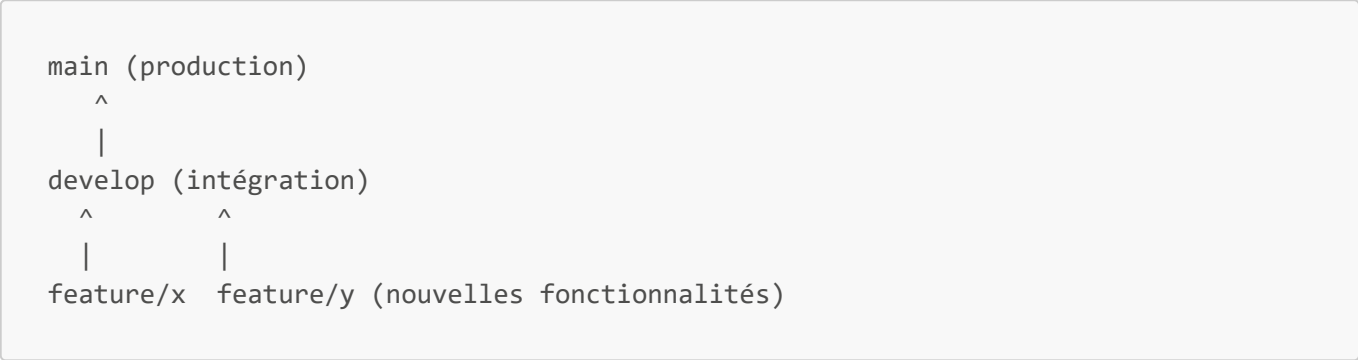 main (production)
^
|
develop (intégration)
^ ^
| |
feature/x feature/y (nouvelles fonctionnalités)